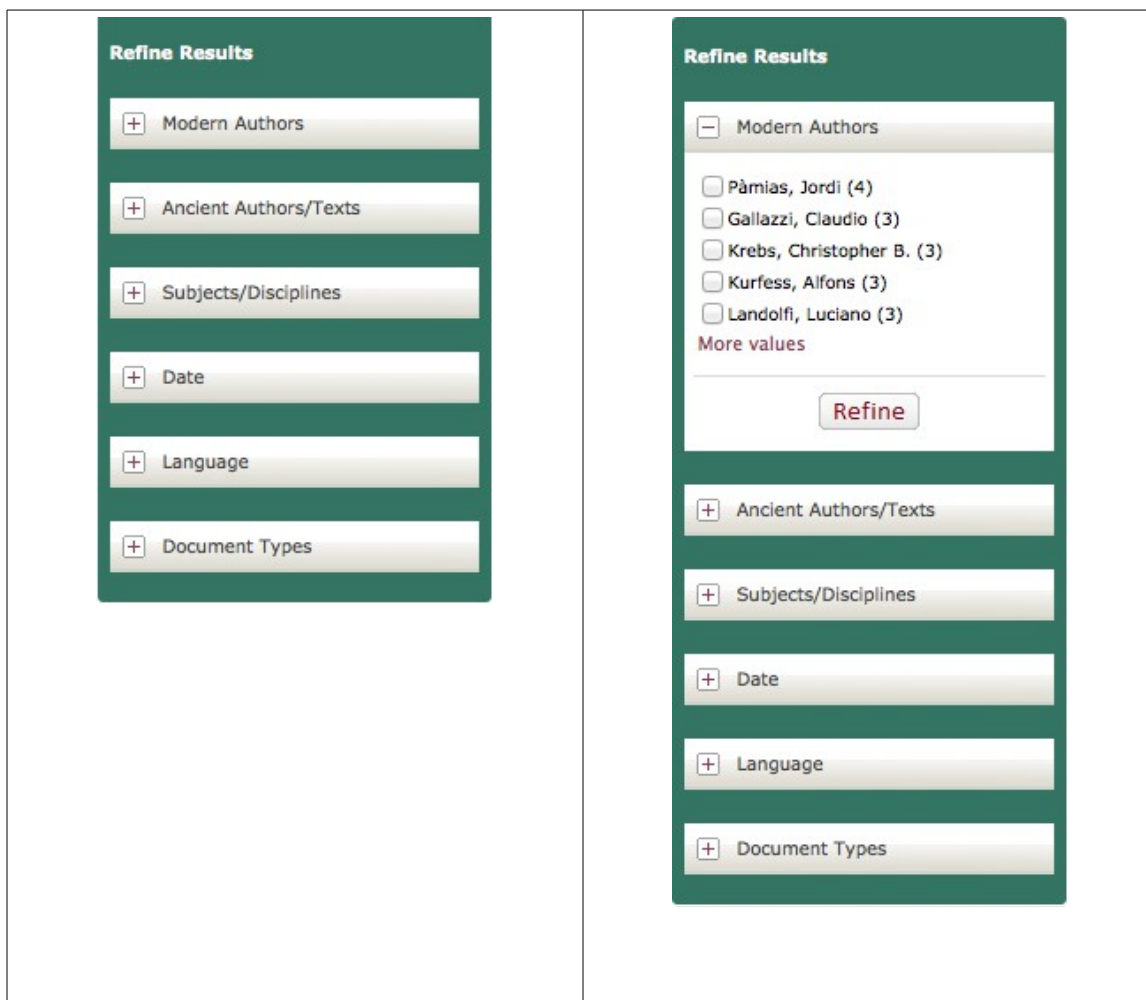 Refine Results
Modern Authors
Ancient Authors/Texts
Subjects/Disciplines
Date
Language
Document Types
Refine Results
Modern Authors
Pàmias, Jordi (4)
Gallazzi, Claudio (3)
Krebs, Christopher B. (3)
Kurfess, Alfons (3)
Landolfi, Luciano (3)
More values
Refine
Ancient Authors/Texts
Subjects/Disciplines
Date
Language
Document Types